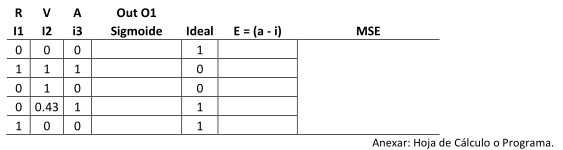 R V A Out O1
I1 I2 i3 Sigmoide Ideal E = (a - i) MSE
0 0 0 1
1 1 1 0
0 1 0 0
0 0.43 1 1
1 0 0 1
Anexar: Hoja de Cálculo o Programa.